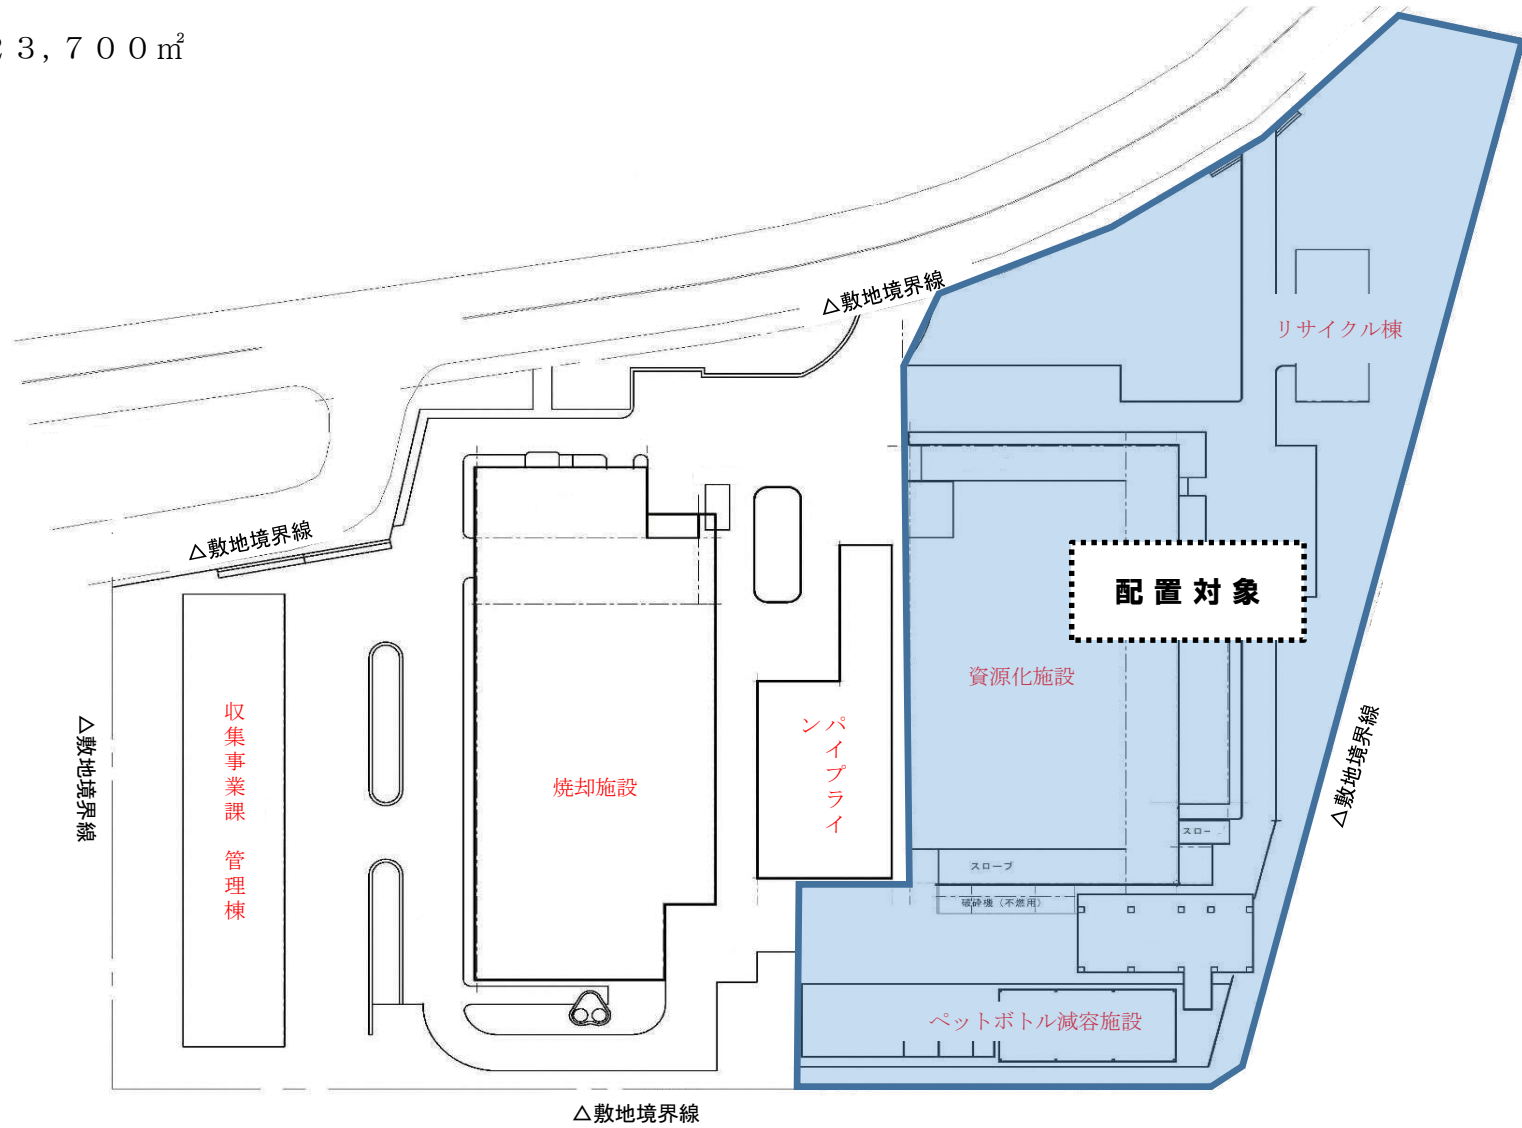 23,700㎡
△敷地境界線
リサイクル棟
△敷地境界線
配置対象
資源化施設
収集事業課 管理棟
パイプライン
△敷地境界線
△敷地境界線
焼却施設
スロー
スロープ
破砕機(不燃用)
ペットボトル減容施設
△敷地境界線